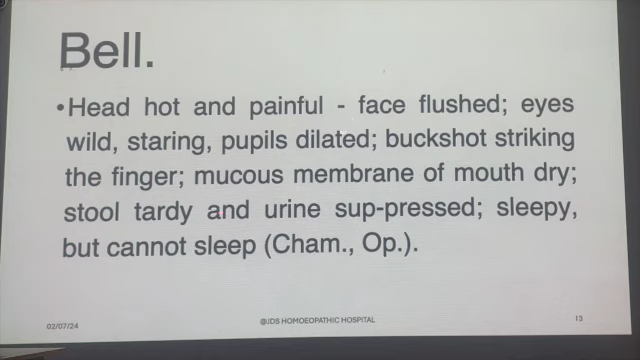 Bell.
•Head hot and painful - face flushed; eyes
wild, staring, pupils dilated; buckshot striking
the finger; mucous membrane of mouth dry;
stool tardy and urine sup-pressed; sleepy,
but cannot sleep (Cham., Op.).
02/07/24 @JDS HOMOEOPATHIC HOSPITAL 13